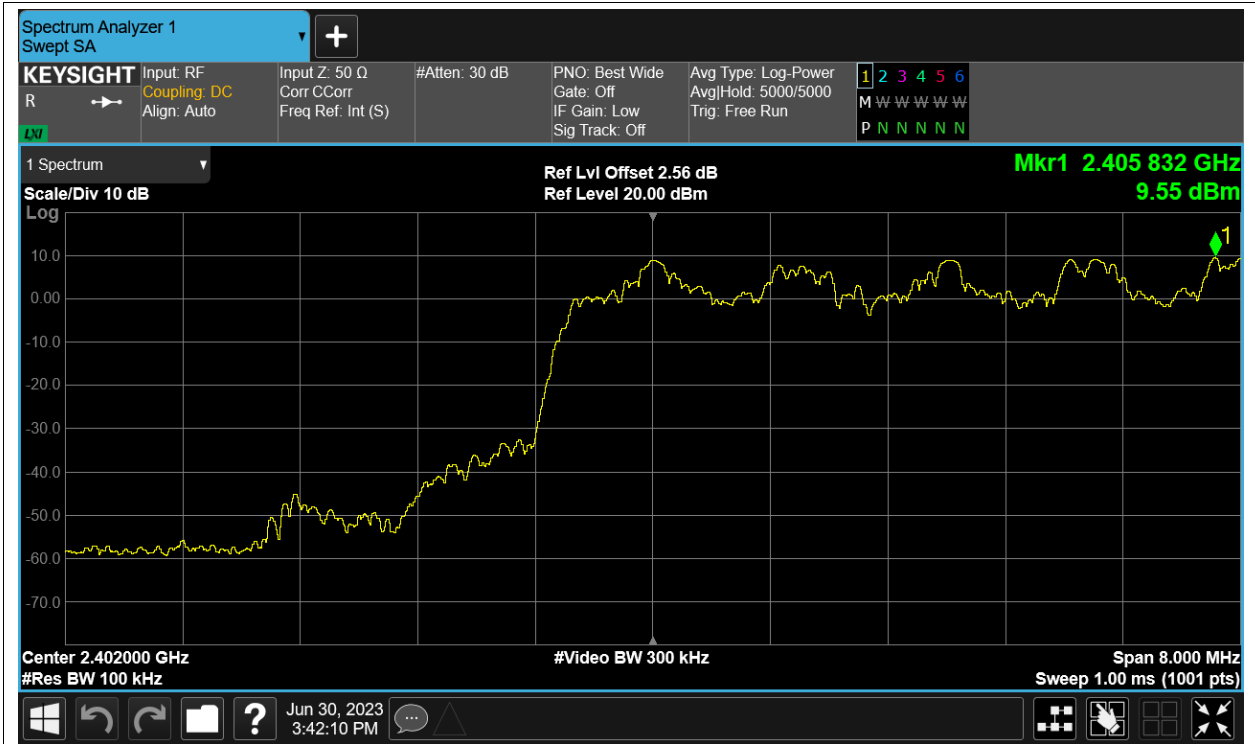 Spectrum Analyzer 1
Swept SA
KEYSIGHT
R
LXI
Input: RF
Coupling: DC
Align: Auto
Input Z: 50 Ω
Corr CCorr
Freq Ref: Int (S)
#Atten: 30 dB
PNO: Best Wide
Gate: Off
IF Gain: Low
Sig Track: Off
Avg Type: Log-Power
Avg|Hold: 5000/5000
Trig: Free Run
1 2 3 4 5 6
M W W W W W
P N N N N N
1 Spectrum
Scale/Div 10 dB
Log
Ref Lvl Offset 2.56 dB
Ref Level 20.00 dBm
Mkr1 2.405 832 GHz
9.55 dBm
1
10.0
0.00
-10.0
-20.0
-30.0
-40.0
-50.0
-60.0
-70.0
Center 2.402000 GHz
#Res BW 100 kHz
#Video BW 300 kHz
Span 8.000 MHz
Sweep 1.00 ms (1001 pts)
?
Jun 30, 2023
3:42:10 PM